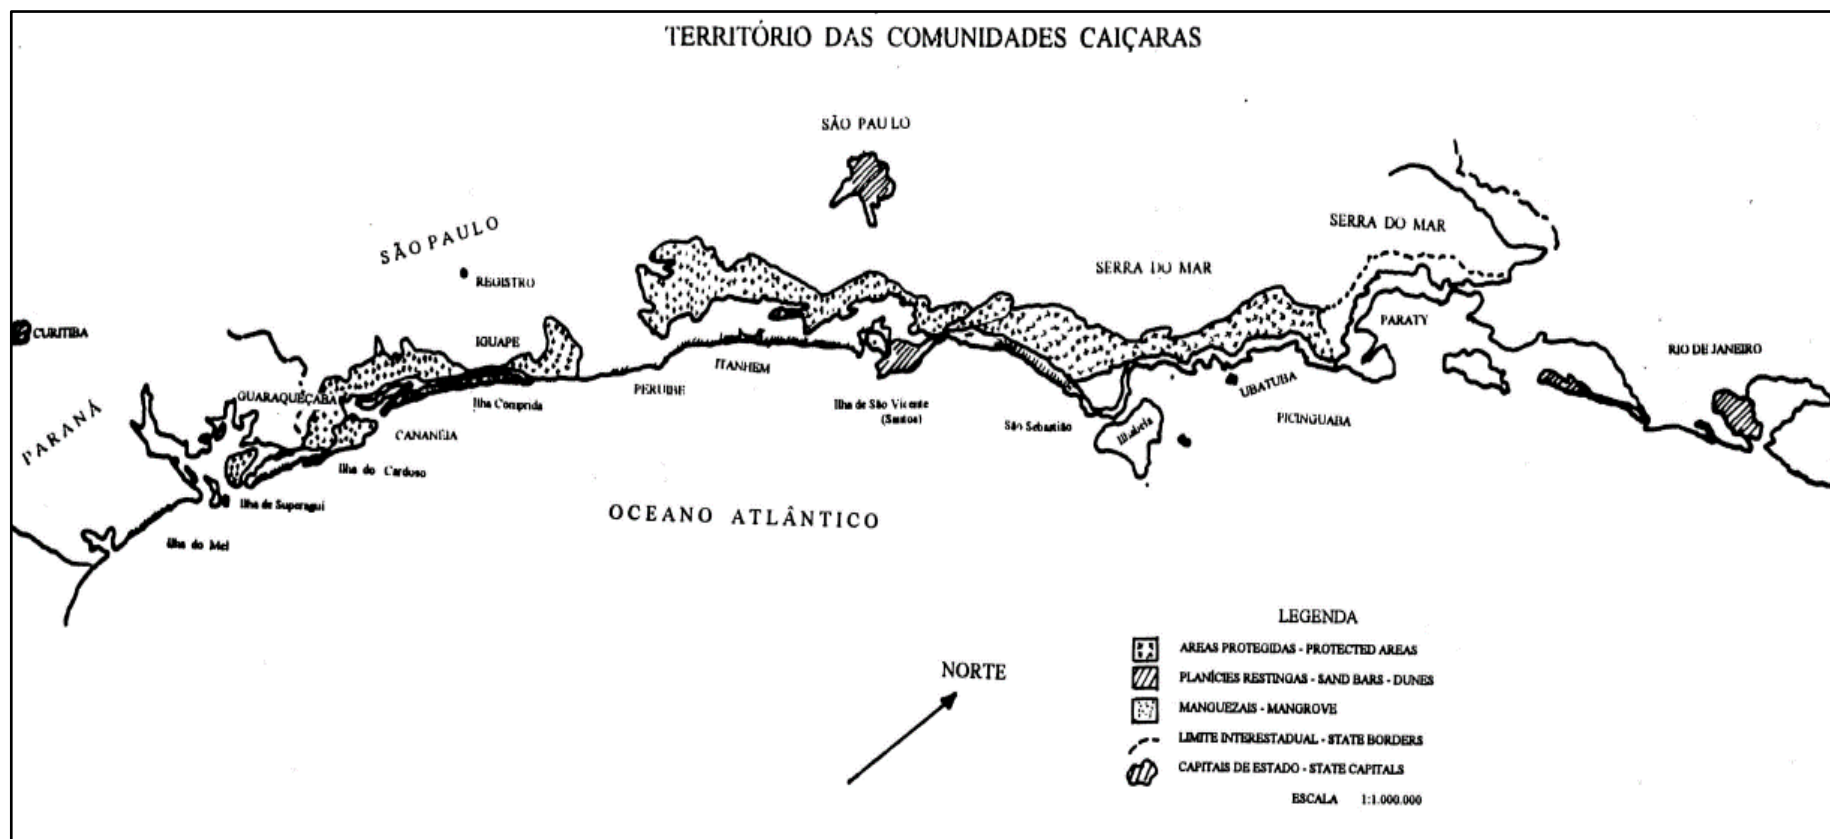 TERRITÓRIO DAS COMUNIDADES CAIÇARAS
SÃO PAULO
SÃO PAULO
SERRA DO MAR
SERRA DO MAR
REGISTRO
CURITIBA
IGUAPE
PARATY
RIO DE JANEIRO
ITANHEM
PERUIBE
UBATUBA
GUARAQUEÇABA
Ilha Comprida
Ilha de São Vicente
(Santos)
PICINGUABA
São Sebastião
Ilhabela
PARANÁ
CANANÉIA
Ilha do Carduso
Ilha de Superagui
Ilha do Mel
OCEANO ATLÂNTICO
NORTE
LEGENDA
AREAS PROTEGIDAS - PROTECTED AREAS
PLANÍCIES RESTINGAS - SAND BARS - DUNES
MANGUEZAIS - MANGROVE
LIMITE INTERESTADUAL - STATE BORDERS
CAPITAIS DE ESTADO - STATE CAPITALS
ESCALA 1:1.000.000